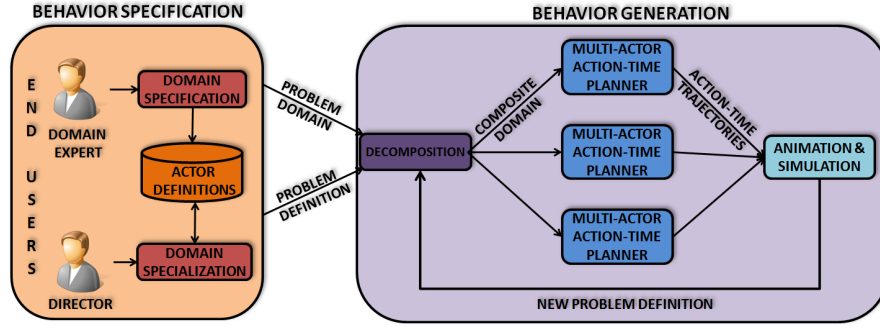 BEHAVIOR SPECIFICATION
END USERS
DOMAIN
EXPERT
DOMAIN
SPECIFICATION
ACTOR
DEFINITIONS
DOMAIN
SPECIALIZATION
DIRECTOR
PROBLEM
DOMAIN
PROBLEM
DEFINITION
BEHAVIOR GENERATION
DECOMPOSITION
COMPOSITE
DOMAIN
MULTI-ACTOR
ACTION-TIME
PLANNER
MULTI-ACTOR
ACTION-TIME
PLANNER
MULTI-ACTOR
ACTION-TIME
PLANNER
ACTION-TIME
TRAJECTORIES
ANIMATION &
SIMULATION
NEW PROBLEM DEFINITION